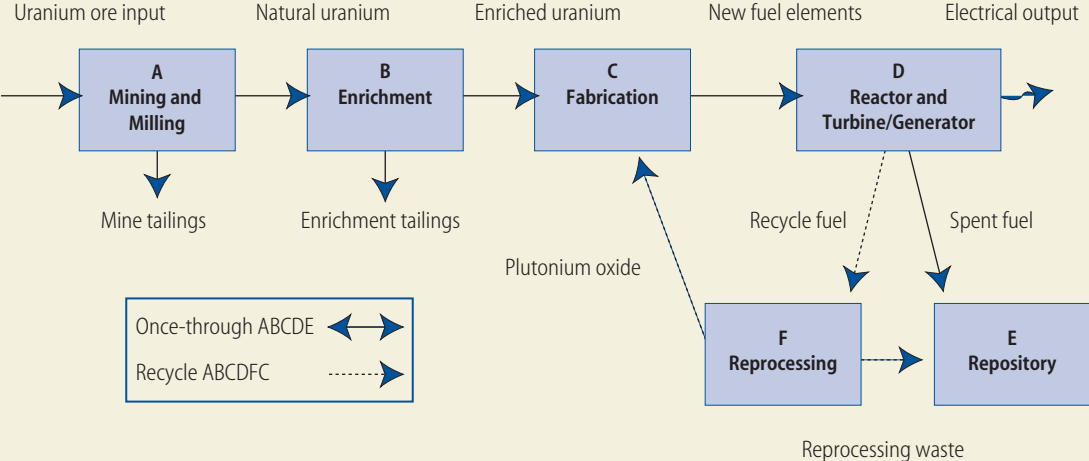 Uranium ore input
Natural uranium
Enriched uranium
New fuel elements
Electrical output
A
Mining and
Milling
B
Enrichment
C
Fabrication
D
Reactor and
Turbine/Generator
Mine tailings
Enrichment tailings
Recycle fuel
Spent fuel
Plutonium oxide
Once-through ABCDE
Recycle ABCDFC
F
Reprocessing
E
Repository
Reprocessing waste